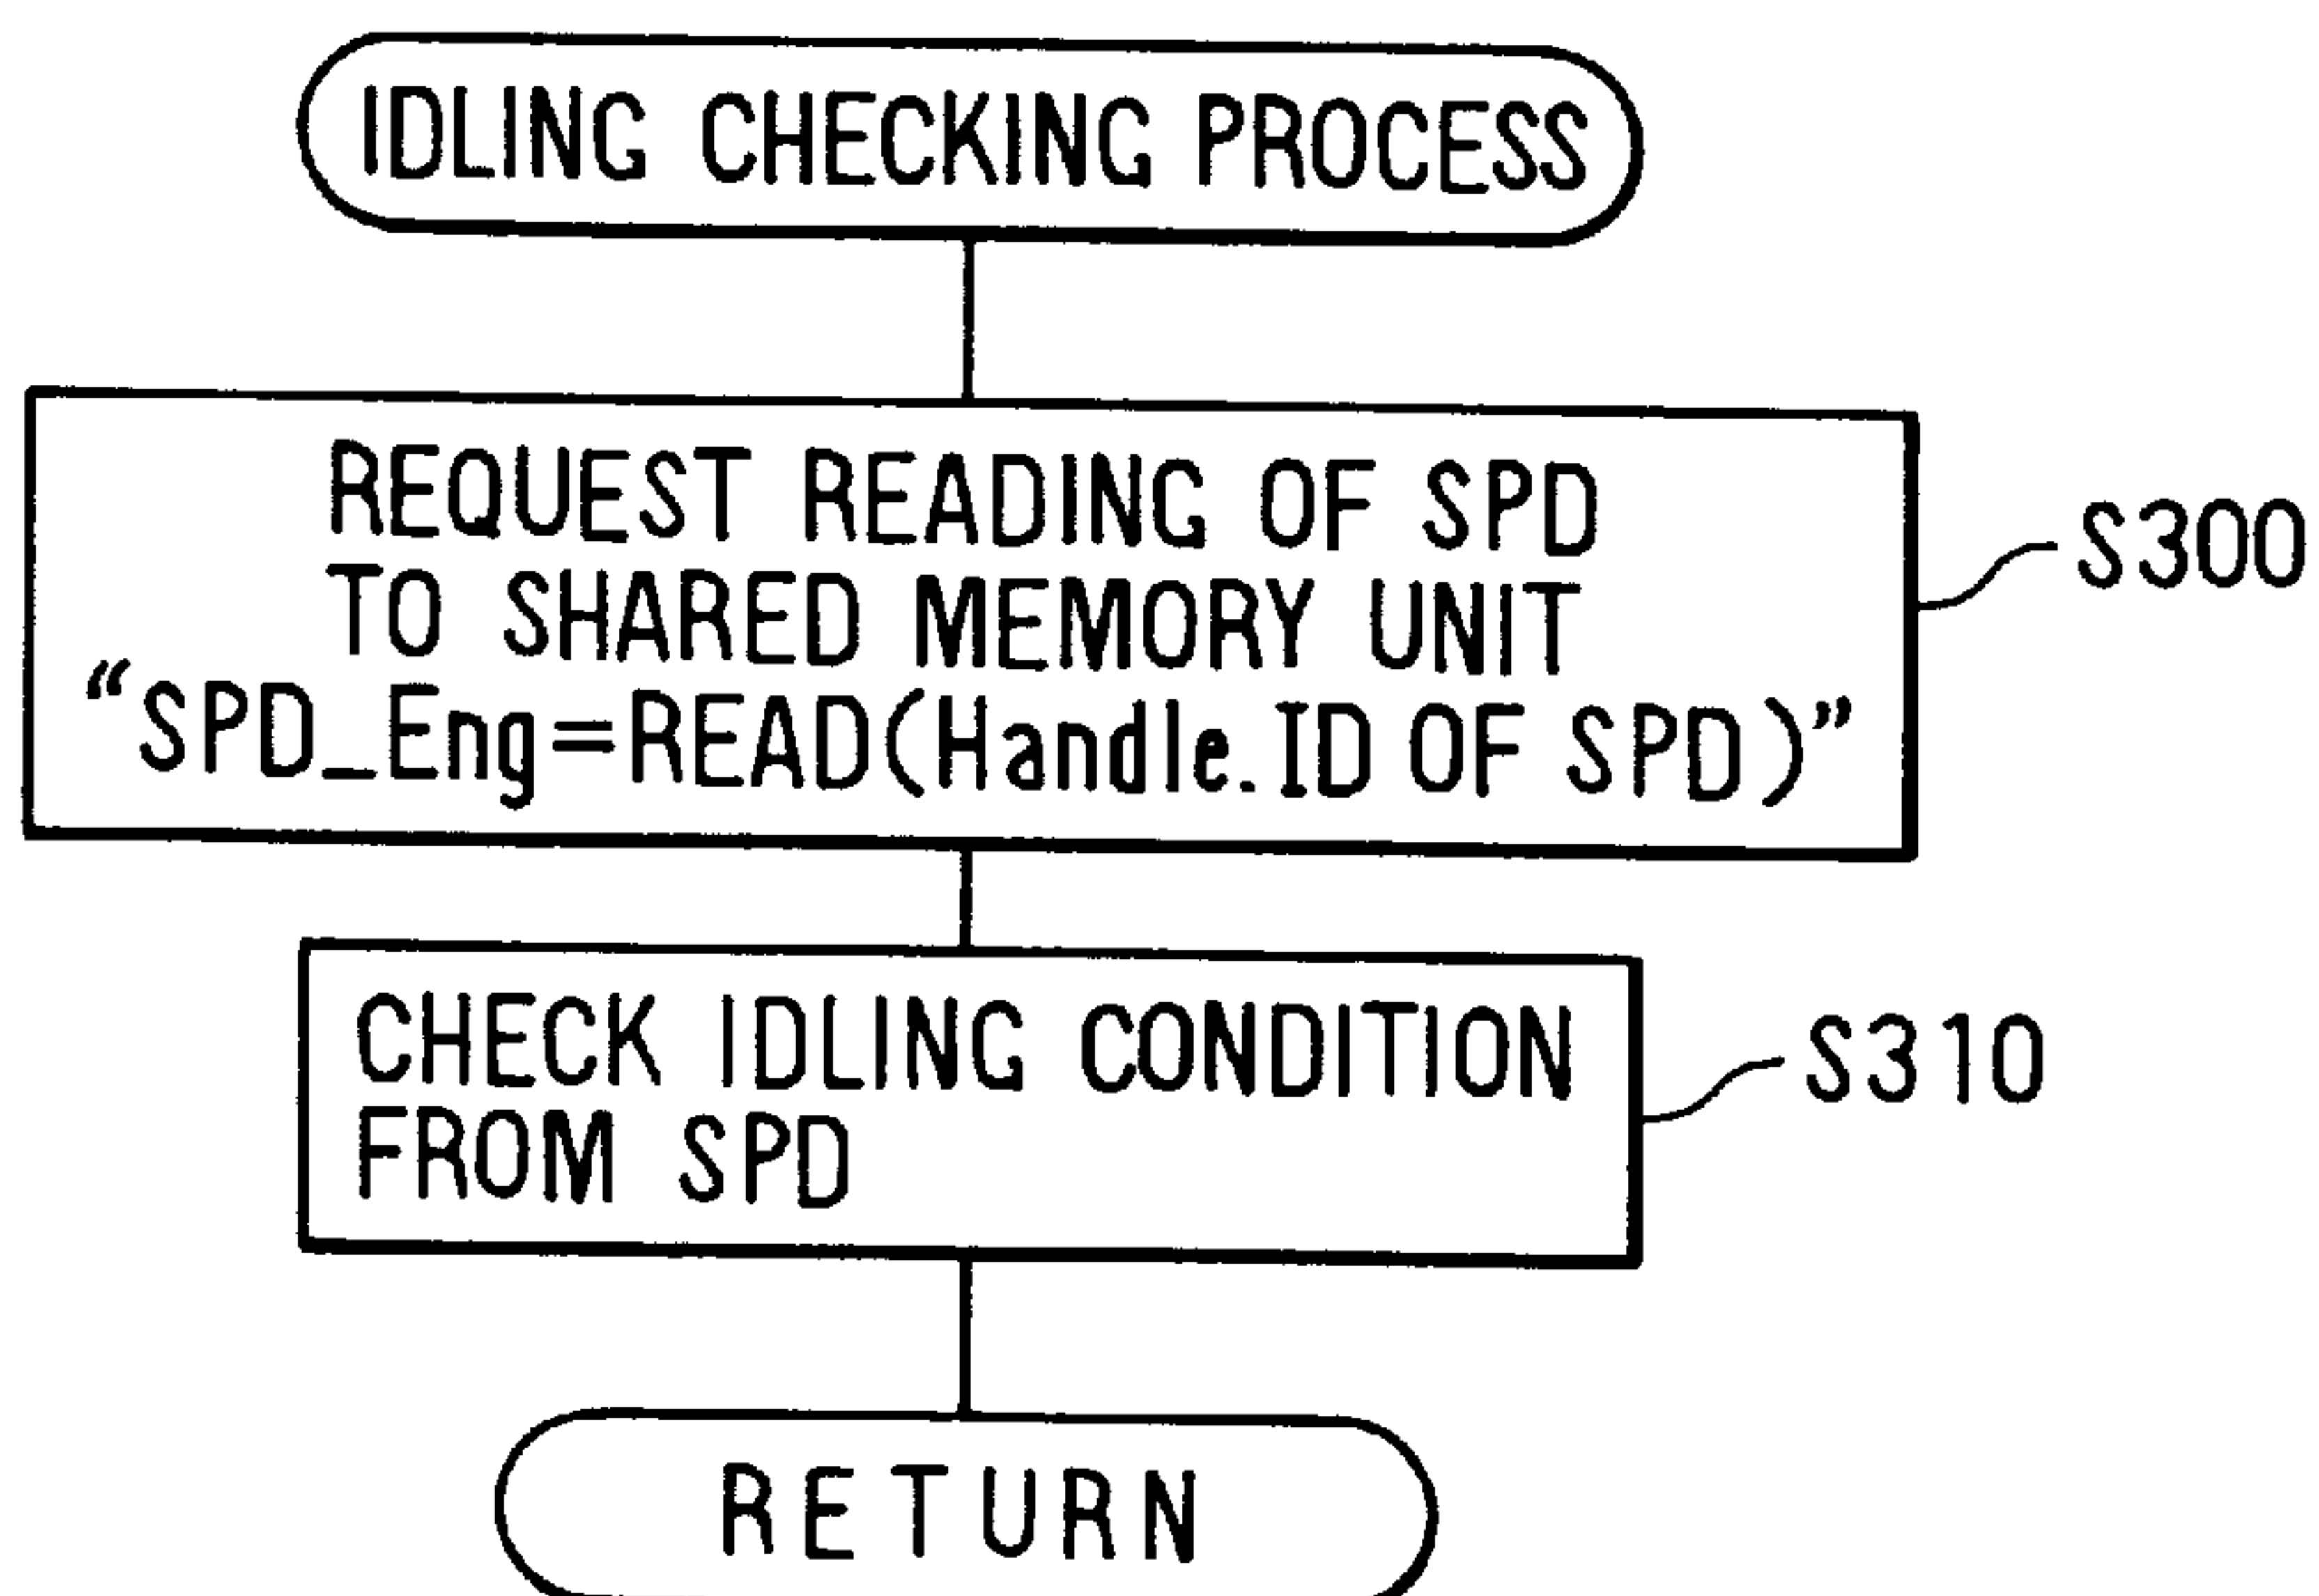 IDLING CHECKING PROCESS
REQUEST READING OF SPD
TO SHARED MEMORY UNIT
“SPD_Eng=READ(Handle.ID OF SPD)”
S300
CHECK IDLING CONDITION
FROM SPD
S310
RETURN